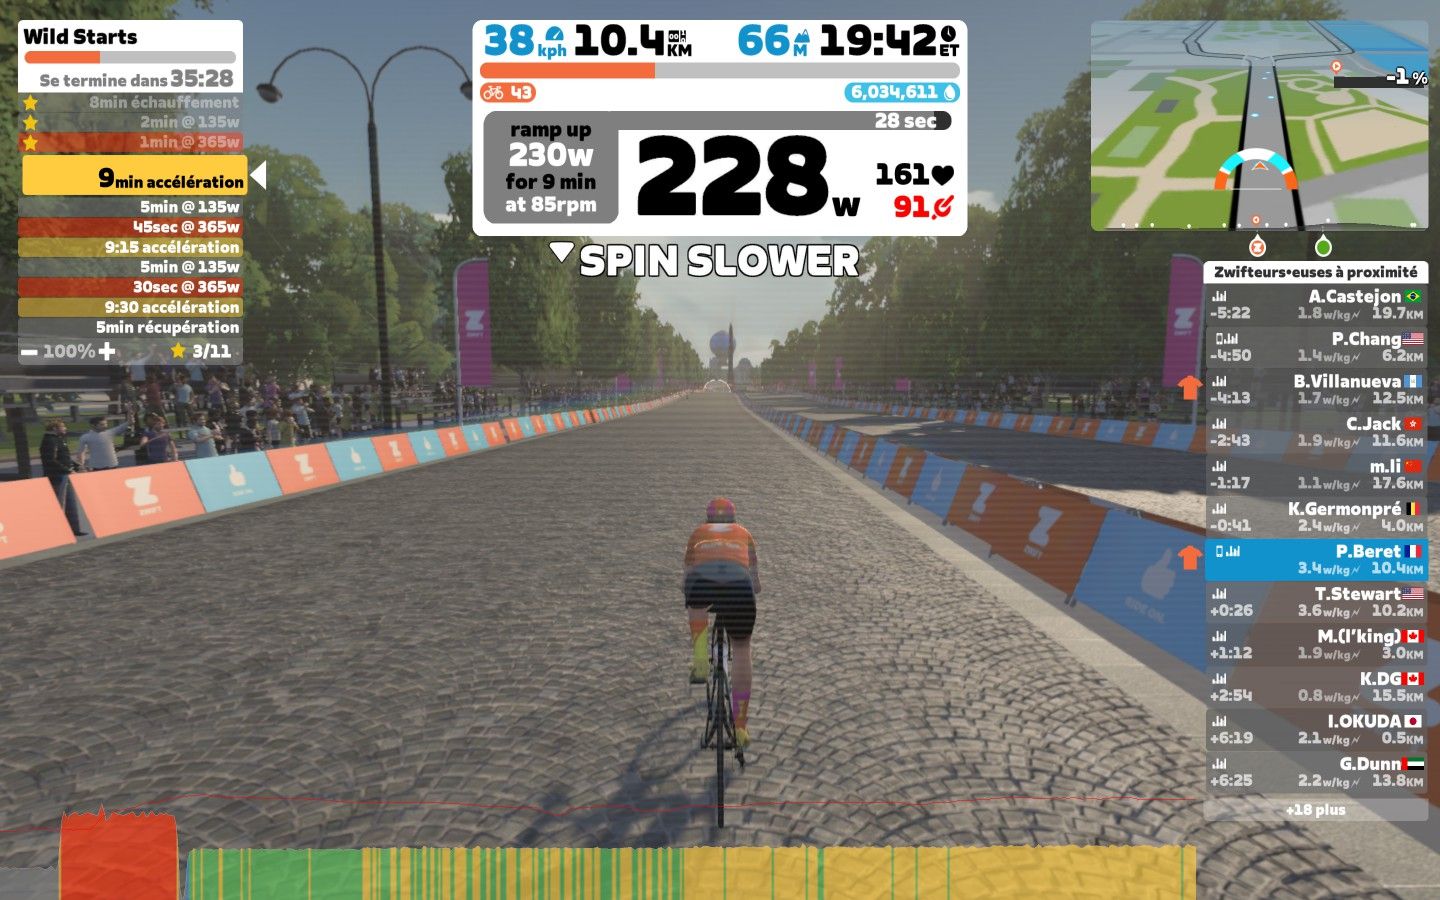 Wild Starts
Se termine dans 35:28
8min échauffement
2min @ 135w
1min @ 365w
9min accélération
5min @ 135w
45sec @ 365w
9:15 accélération
5min @ 135w
30sec @ 365w
9:30 accélération
5min récupération
100% 3/11
38kph 10.4KM 66M 19:42ET
43
6,034,611
28 sec
ramp up
230w
for 9 min
at 85rpm
228w
161
91
SPIN SLOWER
-1%
Zwifteurs•euses à proximité
A.Castejon
-5:22 1.8w/kg 19.7KM
P.Chang
-4:50 1.4w/kg 6.2KM
B.Villanueva
-4:13 1.7w/kg 12.5KM
C.Jack
-2:43 1.9w/kg 11.6KM
m.li
-1:17 1.1w/kg 17.6KM
K.Germonpré
-0:41 2.4w/kg 4.0KM
P.Beret
3.4w/kg 10.4KM
T.Stewart
+0:26 3.6w/kg 10.2KM
M.(I'king)
+1:12 1.9w/kg 3.0KM
K.DG
+2:54 0.8w/kg 15.5KM
I.OKUDA
+6:19 2.1w/kg 0.5KM
G.Dunn
+6:25 2.2w/kg 13.8KM
+18 plus
ZWIFT
RIDE ON